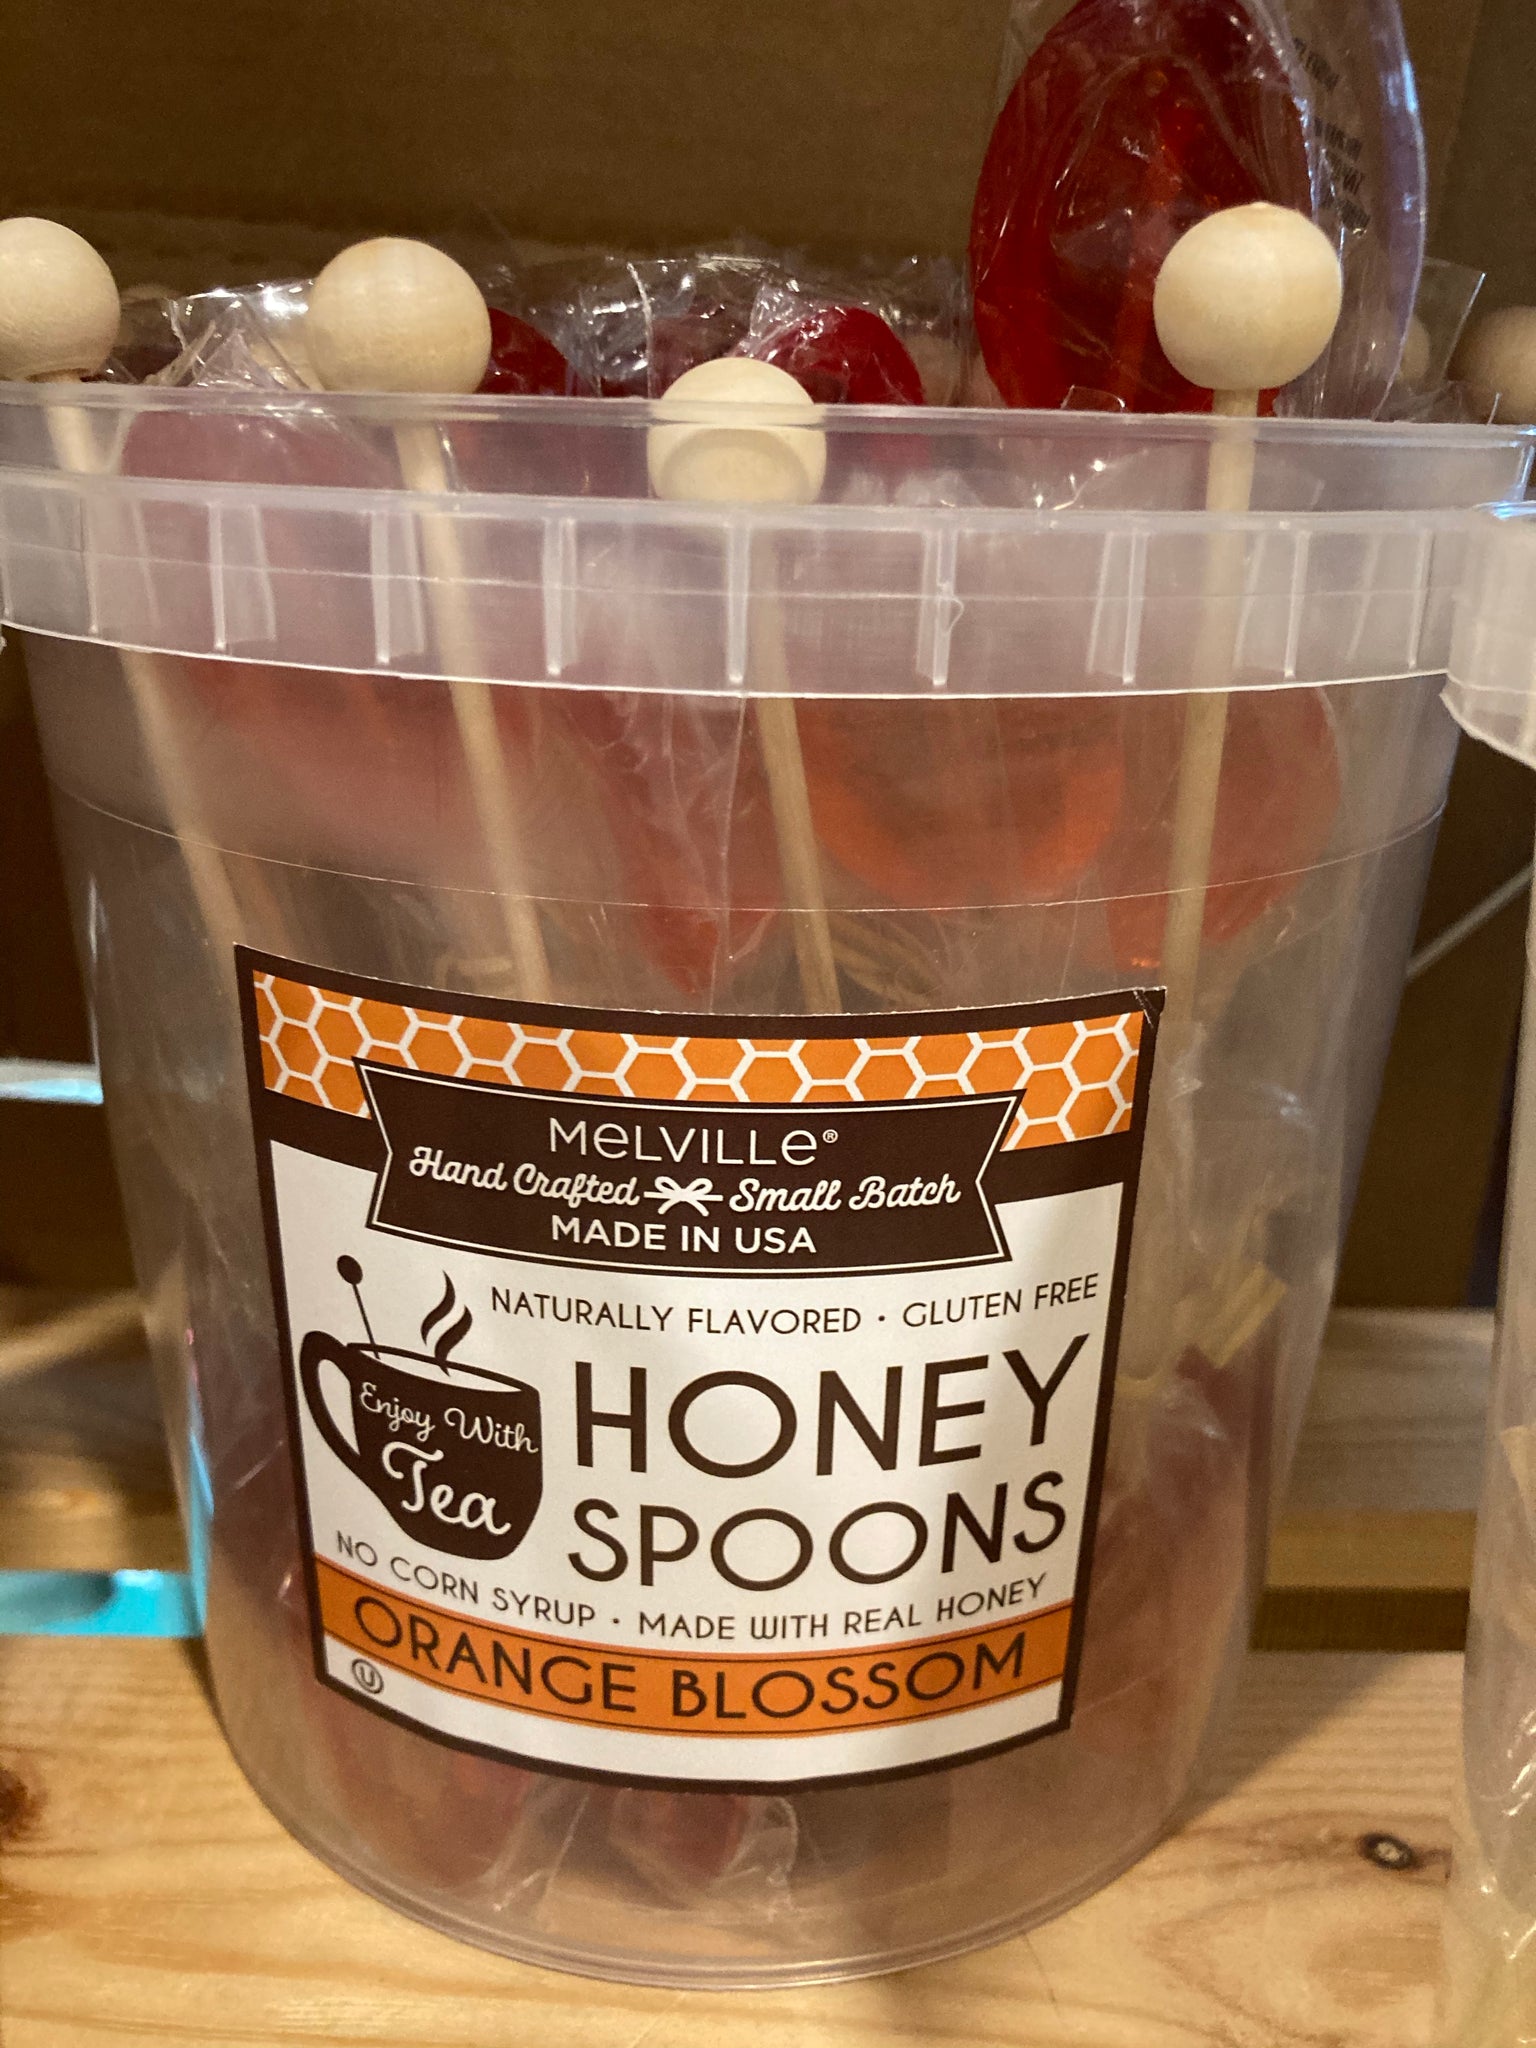 MELVILLE®
Hand Crafted Small Batch
MADE IN USA
NATURALLY FLAVORED • GLUTEN FREE
Enjoy With
Tea
HONEY
SPOONS
NO CORN SYRUP • MADE WITH REAL HONEY
ORANGE BLOSSOM
U